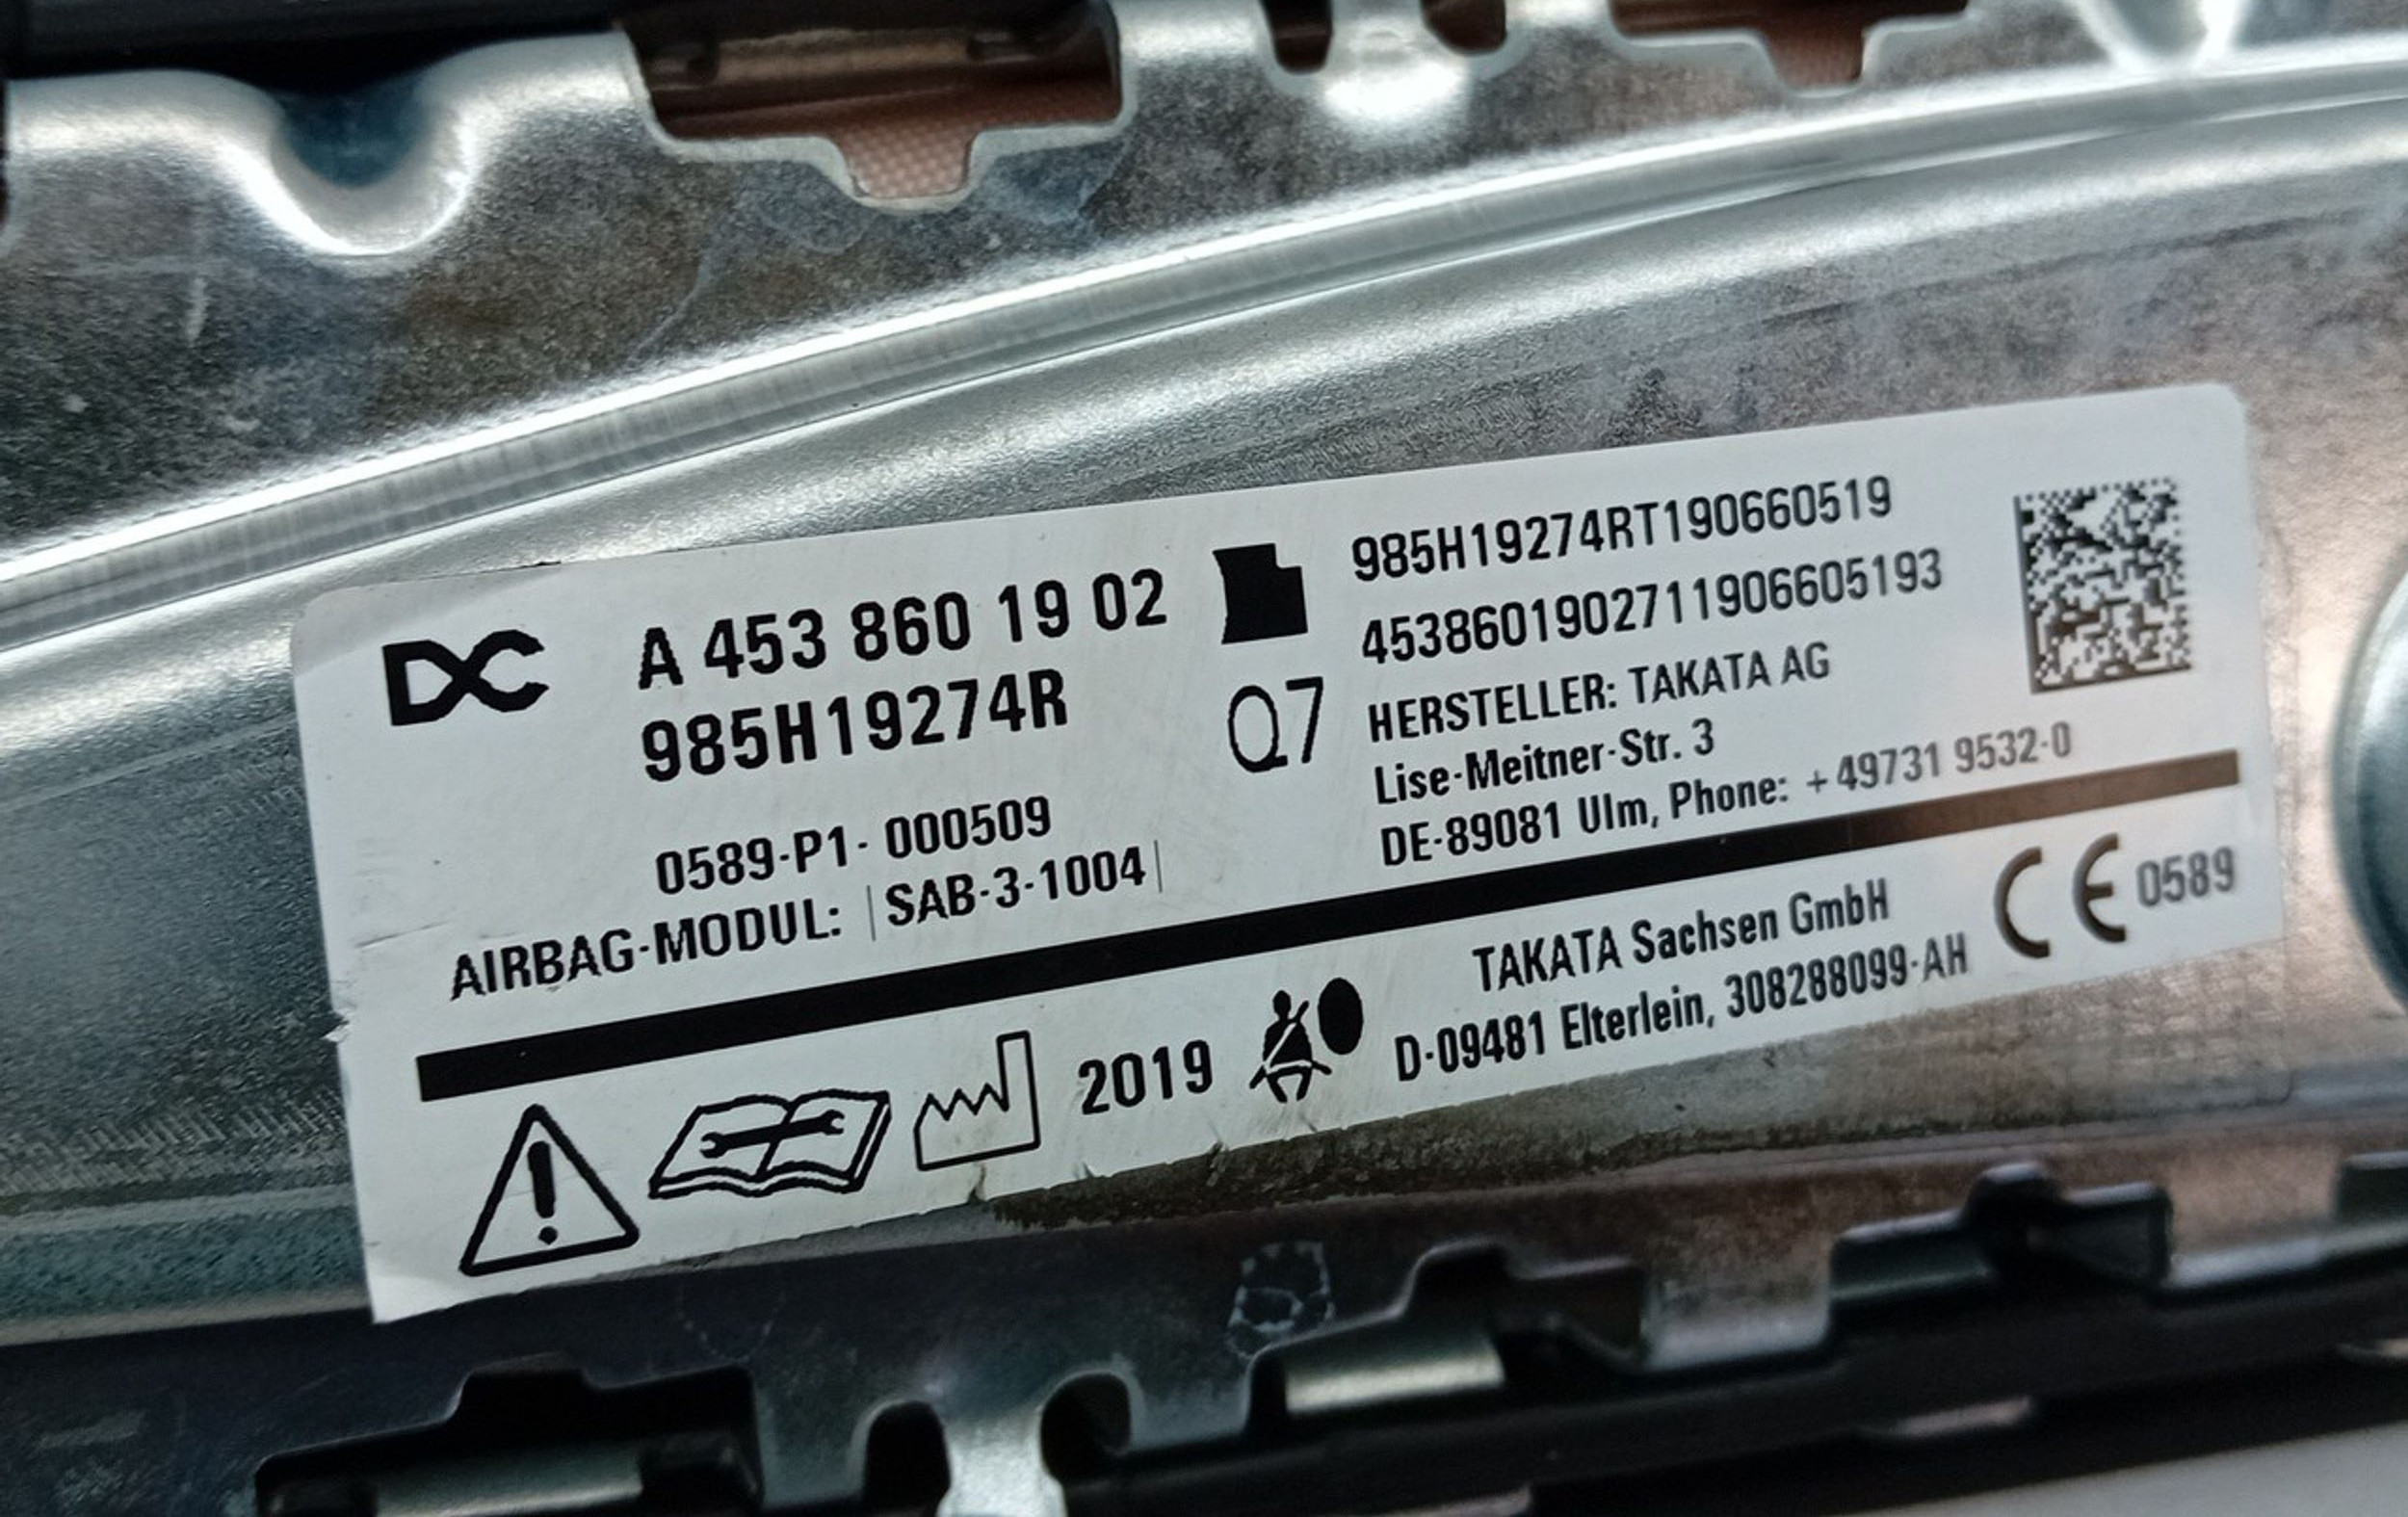 DC
A 453 860 19 02
985H19274R
0589-P1- 000509
AIRBAG-MODUL: |SAB-3-1004|
Q7
985H19274RT190660519
4538601902711906605193
HERSTELLER: TAKATA AG
Lise-Meitner-Str. 3
DE-89081 Ulm, Phone: +49731 9532-0
2019
TAKATA Sachsen GmbH
D-09481 Elterlein, 308288099-AH
CE 0589